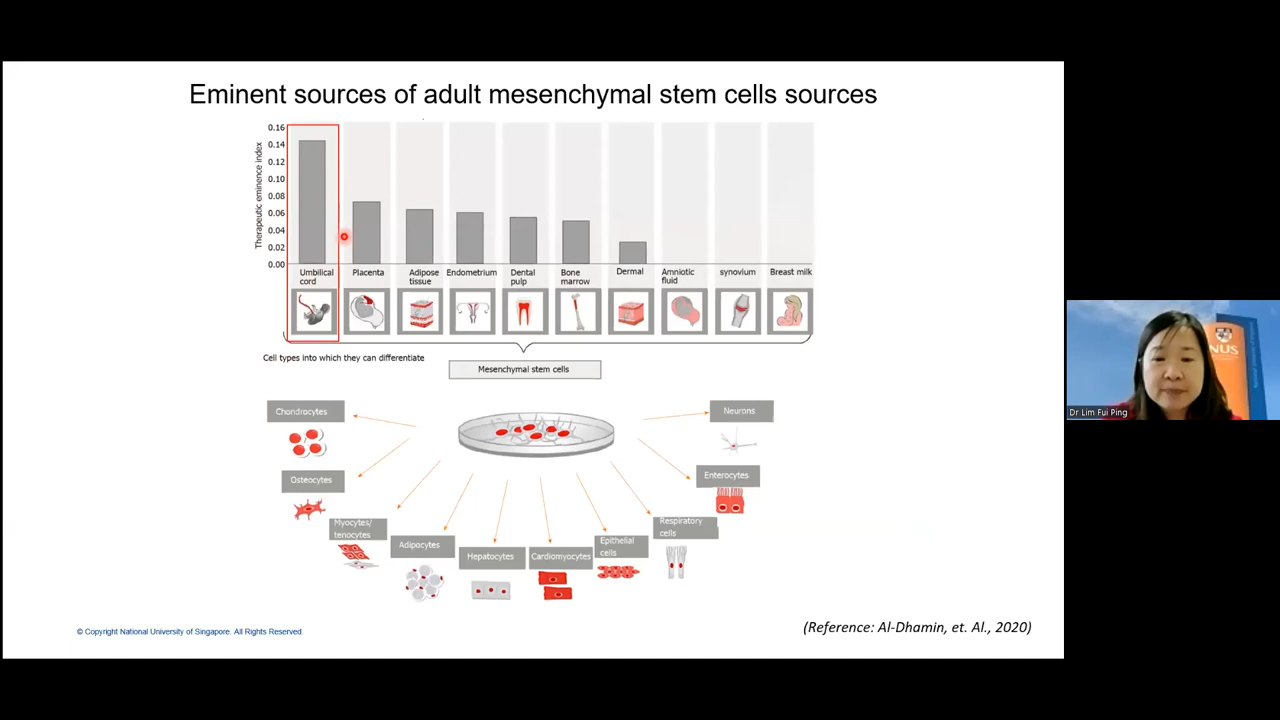 Eminent sources of adult mesenchymal stem cells sources
Therapeutic eminence index
0.16
0.14
0.12
0.10
0.08
0.06
0.04
0.02
0.00
Umbilical
cord
Placenta
Adipose
tissue
Endometrium
Dental
pulp
Bone
marrow
Dermal
Amniotic
fluid
synovium
Breast milk
Cell types into which they can differentiate
Mesenchymal stem cells
Chondrocytes
Neurons
Osteocytes
Enterocytes
Myocytes/
tenocytes
Respiratory
cells
Adipocytes
Epithelial
cells
Hepatocytes
Cardiomyocytes
© Copyright National University of Singapore. All Rights Reserved.
(Reference: Al-Dhamin, et. Al., 2020)
NUS
Dr Lim Fui Ping